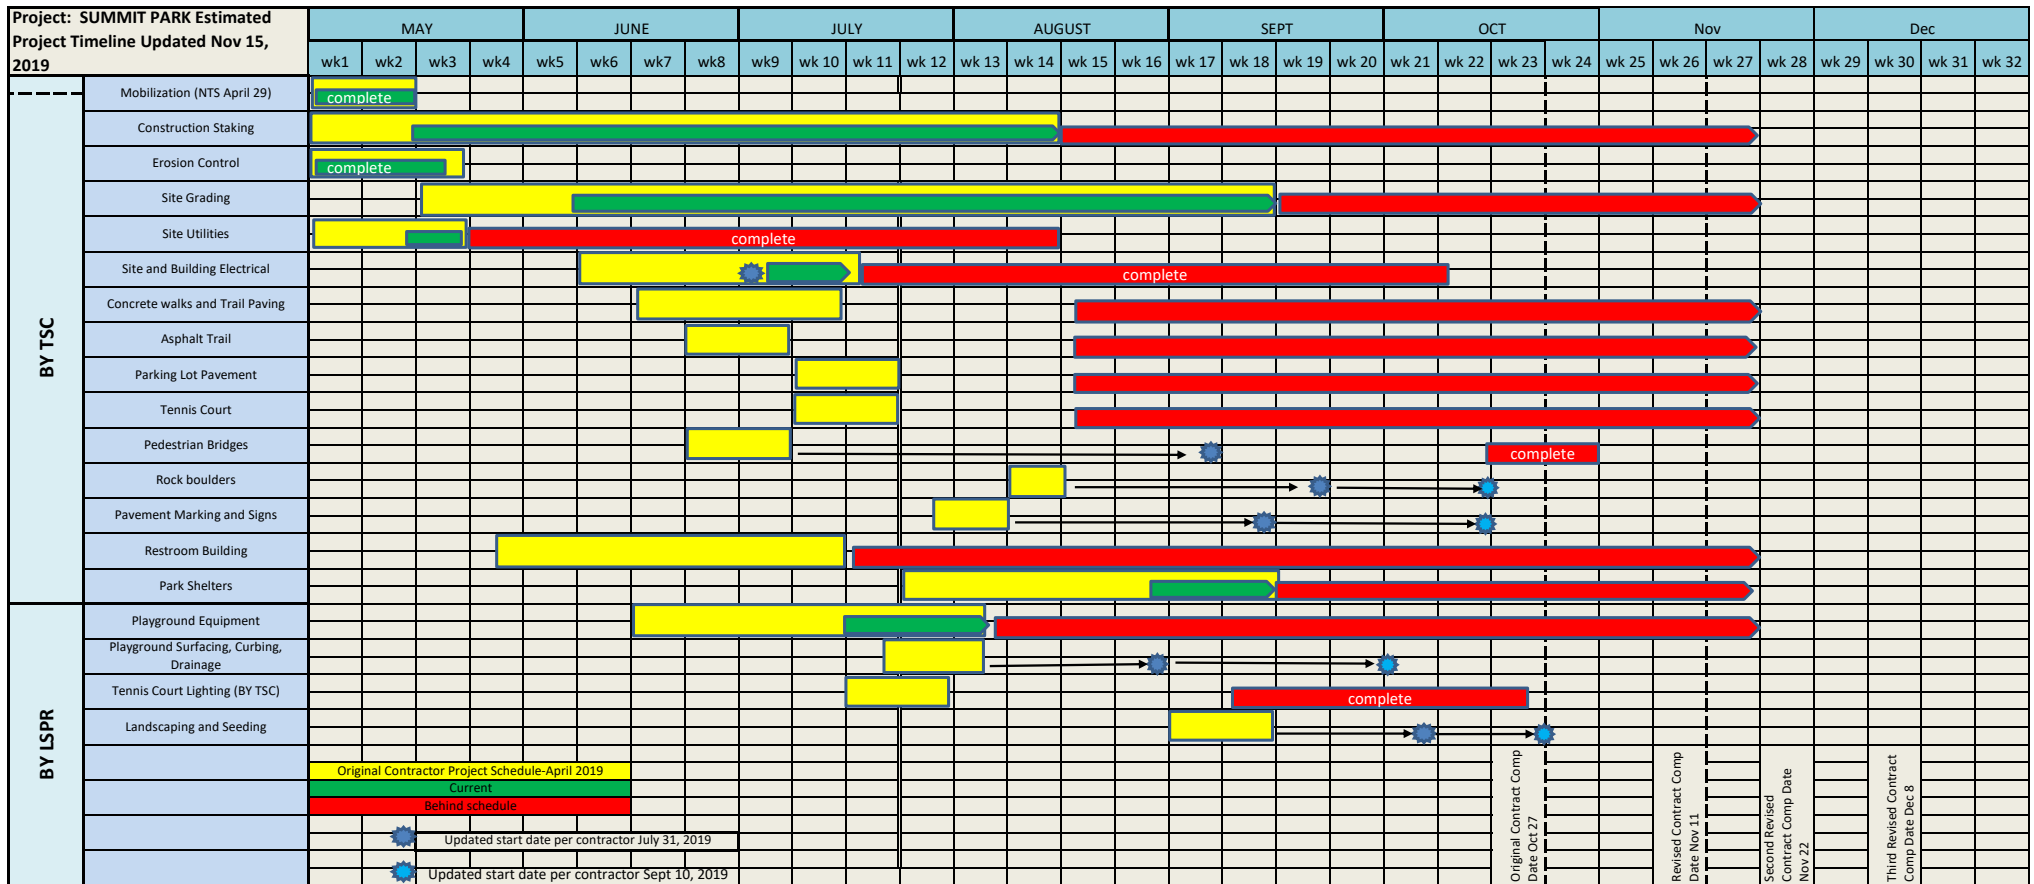 Project: SUMMIT PARK Estimated
Project Timeline Updated Nov 15,
2019
MAY
JUNE
JULY
AUGUST
SEPT
OCT
Nov
Dec
wk1
wk2
wk3
wk4
wk5
wk6
wk7
wk8
wk9
wk 10
wk 11
wk 12
wk 13
wk 14
wk 15
wk 16
wk 17
wk 18
wk 19
wk 20
wk 21
wk 22
wk 23
wk 24
wk 25
wk 26
wk 27
wk 28
wk 29
wk 30
wk 31
wk 32
BY TSC
Mobilization (NTS April 29)
complete
Construction Staking
Erosion Control
complete
Site Grading
Site Utilities
complete
Site and Building Electrical
complete
Concrete walks and Trail Paving
Asphalt Trail
Parking Lot Pavement
Tennis Court
Pedestrian Bridges
complete
Rock boulders
Pavement Marking and Signs
Restroom Building
Park Shelters
BY LSPR
Playground Equipment
Playground Surfacing, Curbing,
Drainage
Tennis Court Lighting (BY TSC)
complete
Landscaping and Seeding
Original Contractor Project Schedule-April 2019
Current
Behind schedule
Updated start date per contractor July 31, 2019
Updated start date per contractor Sept 10, 2019
Original Contract Comp
Date Oct 27
Revised Contract Comp
Date Nov 11
Second Revised
Contract Comp Date
Nov 22
Third Revised Contract
Comp Date Dec 8